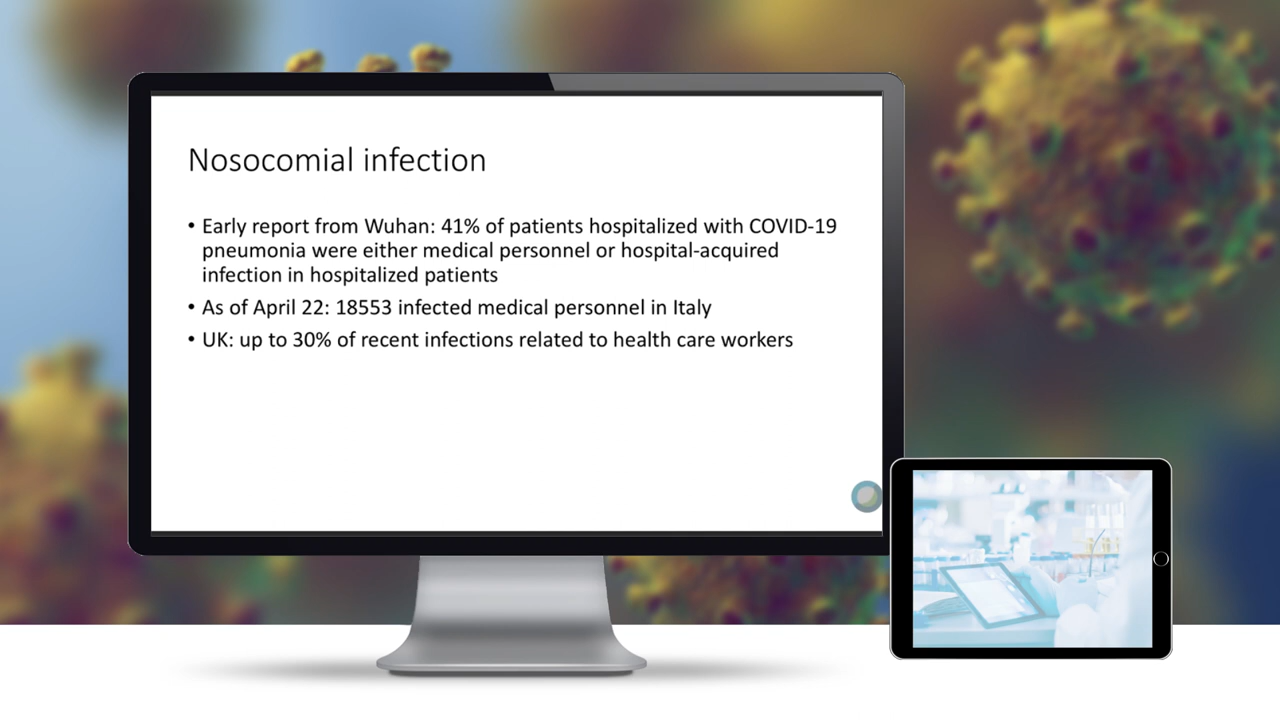 Nosocomial infection
• Early report from Wuhan: 41% of patients hospitalized with COVID-19
pneumonia were either medical personnel or hospital-acquired
infection in hospitalized patients
• As of April 22: 18553 infected medical personnel in Italy
• UK: up to 30% of recent infections related to health care workers